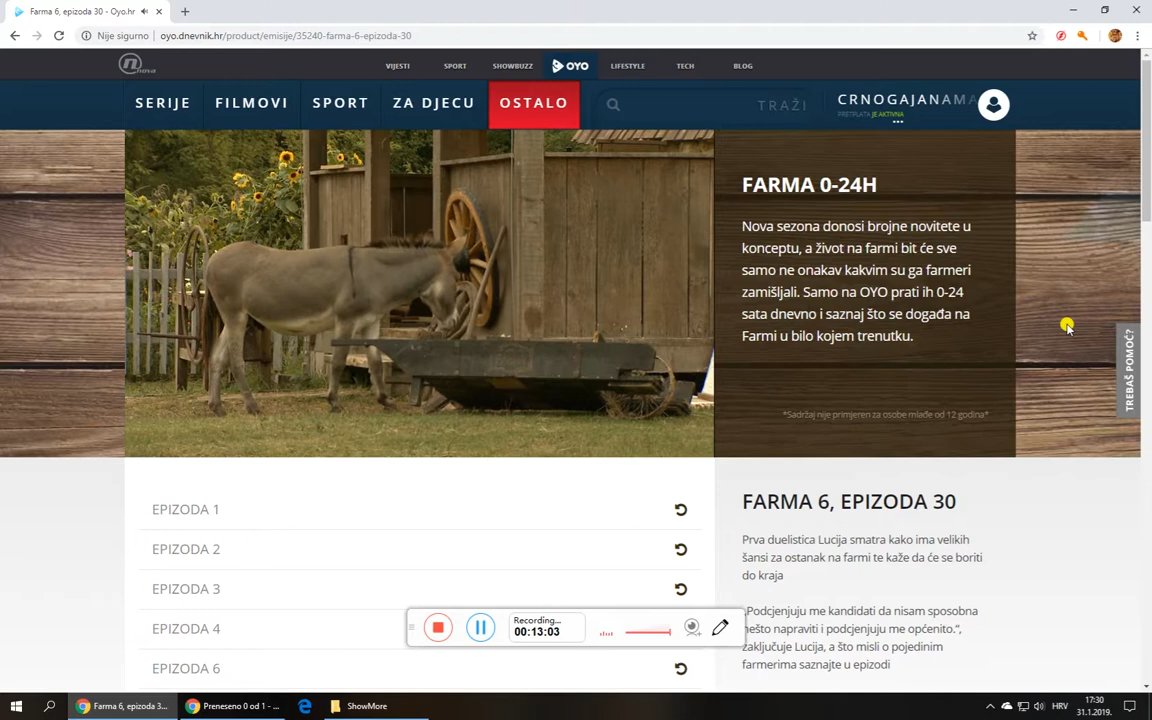 Farma 6, epizoda 30 - Oyo.hr
Nije sigurno
oyo.dnevnik.hr/product/emisije/35240-farma-6-epizoda-30
nova
VIJESTI
SPORT
SHOWBUZZ
OYO
LIFESTYLE
TECH
BLOG
SERIJE
FILMOVI
SPORT
ZA DJECU
OSTALO
TRAŽI
CRNOGAJANAMA
PRETPLATA JE AKTIVNA
FARMA 0-24H
Nova sezona donosi brojne novitete u
konceptu, a život na farmi bit će sve
samo ne onakav kakvim su ga farmeri
zamišljali. Samo na OYO prati ih 0-24
sata dnevno i saznaj što se događa na
Farmi u bilo kojem trenutku.
*Sadržaj nije primjeren za osobe mlađe od 12 godina*
TREBAŠ POMOĆ?
EPIZODA 1
EPIZODA 2
EPIZODA 3
EPIZODA 4
EPIZODA 6
FARMA 6, EPIZODA 30
Prva duelistica Lucija smatra kako ima velikih
šansi za ostanak na farmi te kaže da će se boriti
do kraja
„Podcjenjuju me kandidati da nisam sposobna
nešto napraviti i podcjenjuju me općenito.“,
zaključuje Lucija, a što misli o pojedinim
farmerima saznajte u epizodi
Recording...
00:13:03
Farma 6, epizoda 3...
Preneseno 0 od 1 - ...
ShowMore
HRV
17:30
31.1.2019.